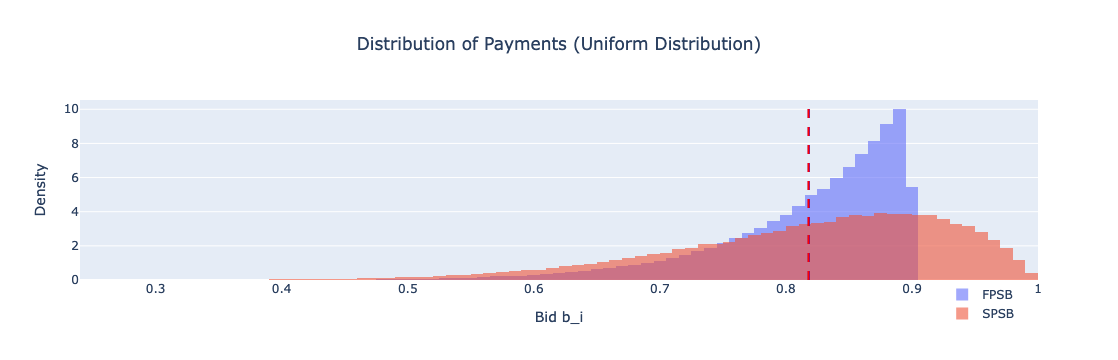 Distribution of Payments (Uniform Distribution)
10
8
6
4
2
0
Density
0.3 0.4 0.5 0.6 0.7 0.8 0.9 1
Bid b_i
FPSB
SPSB